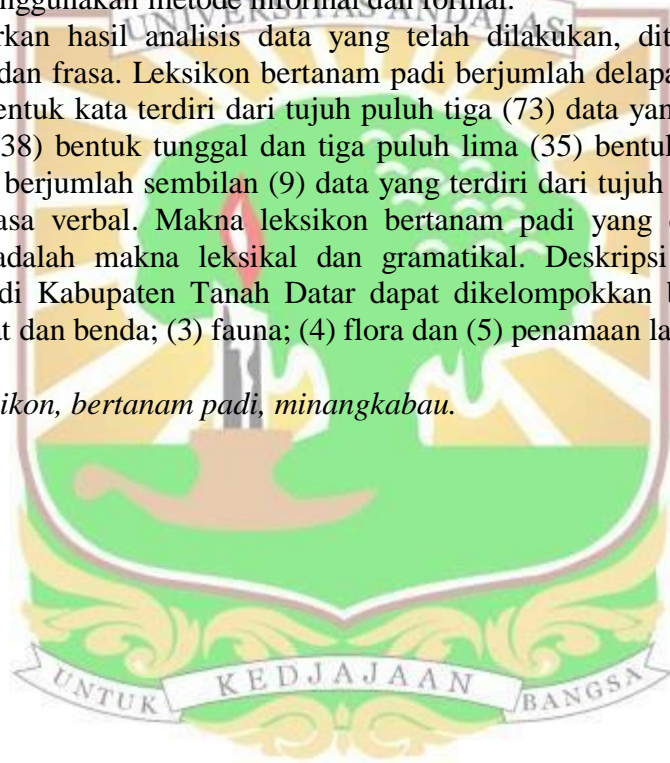 nggunakan metode informal dan formal.
UNIVERSITAS ANDALAS
rkan hasil analisis data yang telah dilakukan, dit
dan frasa. Leksikon bertanam padi berjumlah delapa
entuk kata terdiri dari tujuh puluh tiga (73) data yan
(38) bentuk tunggal dan tiga puluh lima (35) bentuk
berjumlah sembilan (9) data yang terdiri dari tujuh
asa verbal. Makna leksikon bertanam padi yang
adalah makna leksikal dan gramatikal. Deskripsi
di Kabupaten Tanah Datar dapat dikelompokkan
at dan benda; (3) fauna; (4) flora dan (5) penamaan la
ikon, bertanam padi, minangkabau.
UNTUK KEDJAJAAN BANGSA